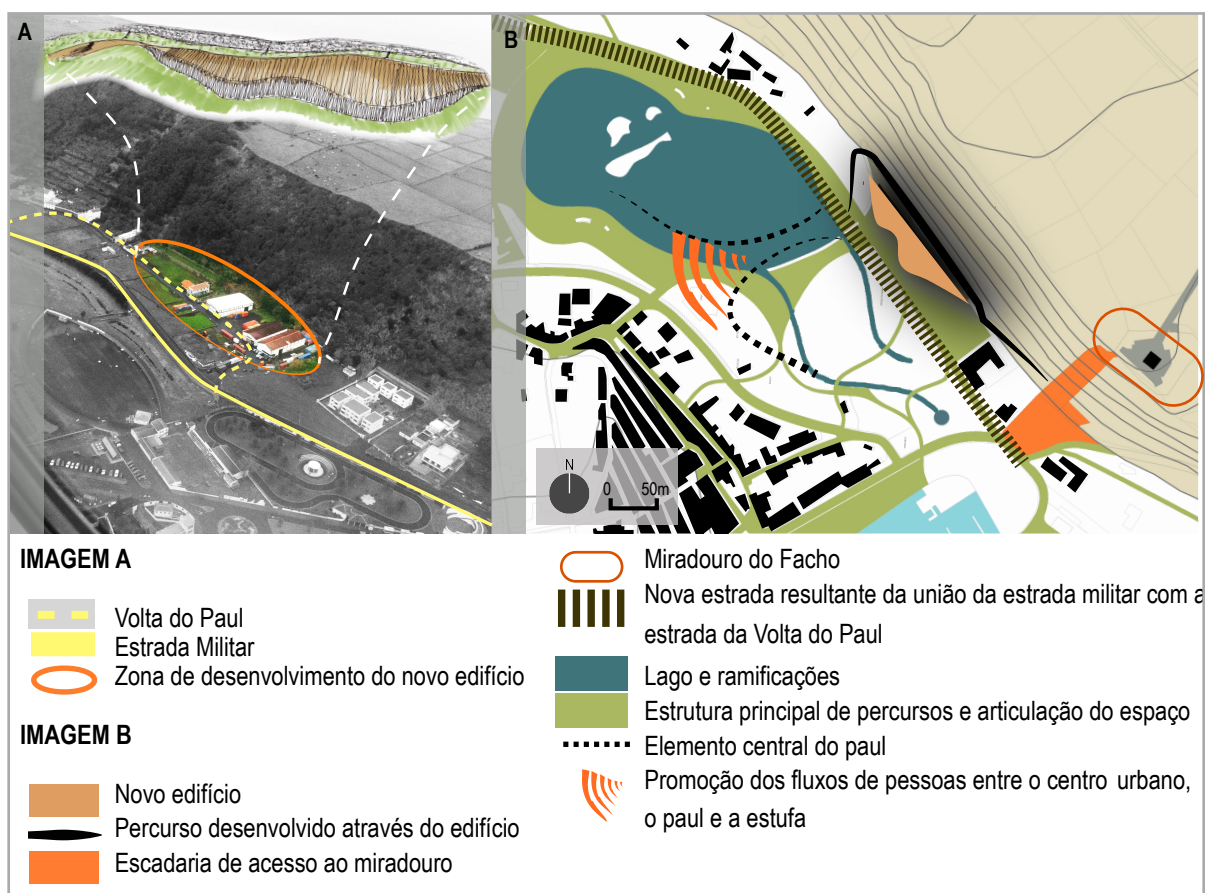 A
B
N
0 50m
IMAGEM A
Volta do Paul
Estrada Militar
Zona de desenvolvimento do novo edifício
IMAGEM B
Novo edifício
Percurso desenvolvido através do edifício
Escadaria de acesso ao miradouro
Miradouro do Facho
Nova estrada resultante da união da estrada militar com a
estrada da Volta do Paul
Lago e ramificações
Estrutura principal de percursos e articulação do espaço
Elemento central do paul
Promoção dos fluxos de pessoas entre o centro urbano,
o paul e a estufa